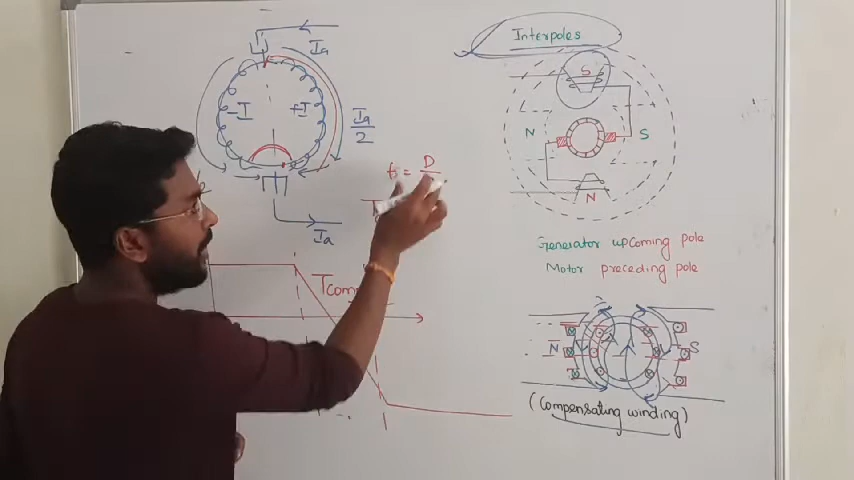 Ia
-I
+I
Ia/2
Ia
t = D
Tcom
Interpoles
S
N
S
N
Generator upcoming pole
Motor preceding pole
N
S
(Compensating winding)